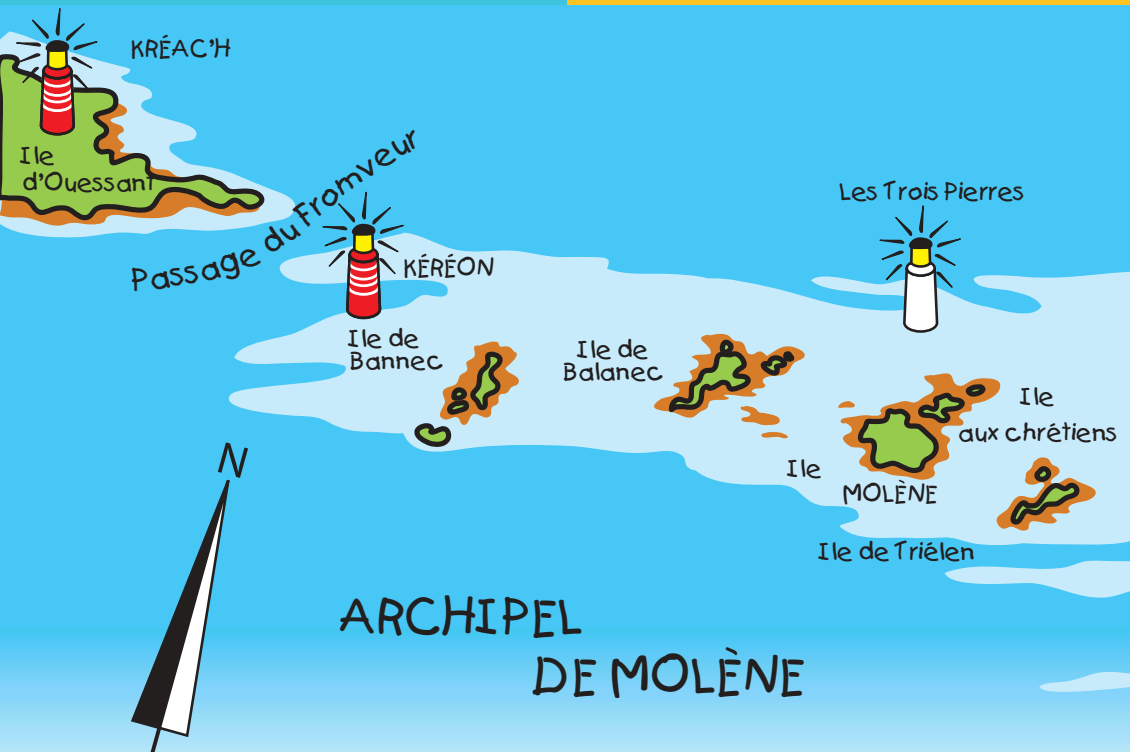 KRÉAC'H
Ile
d'Ouessant
Passage du Fromveur
Les Trois Pierres
KÉRÉON
Ile de
Bannec
Ile de
Balanec
Ile
aux chrétiens
Ile
MOLÈNE
Ile de Triélen
N
ARCHIPEL
DE MOLÈNE